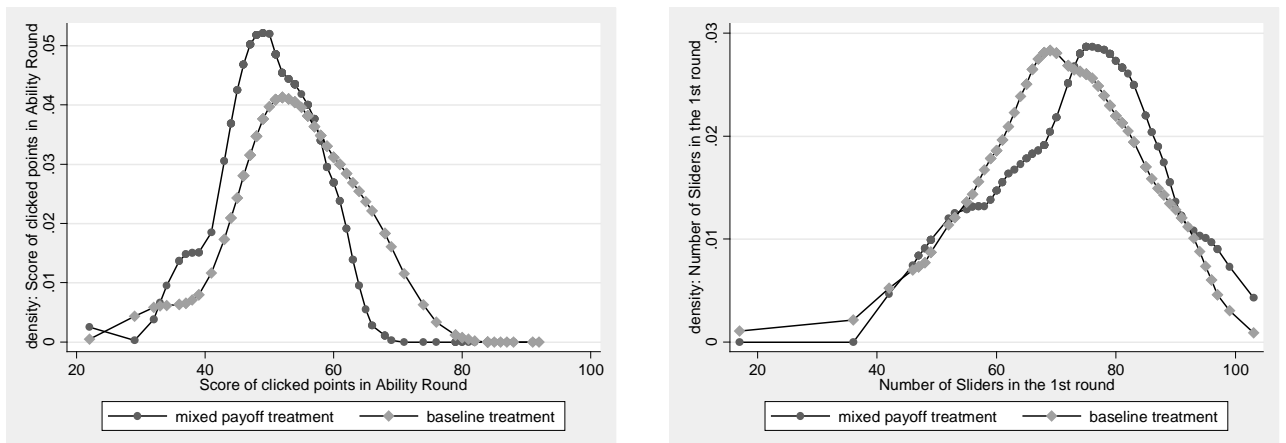 density: Score of clicked points in Ability Round
.05
.04
.03
.02
.01
0
20
40
60
80
100
Score of clicked points in Ability Round
mixed payoff treatment
baseline treatment
density: Number of Sliders in the 1st round
.03
.02
.01
0
20
40
60
80
100
Number of Sliders in the 1st round
mixed payoff treatment
baseline treatment